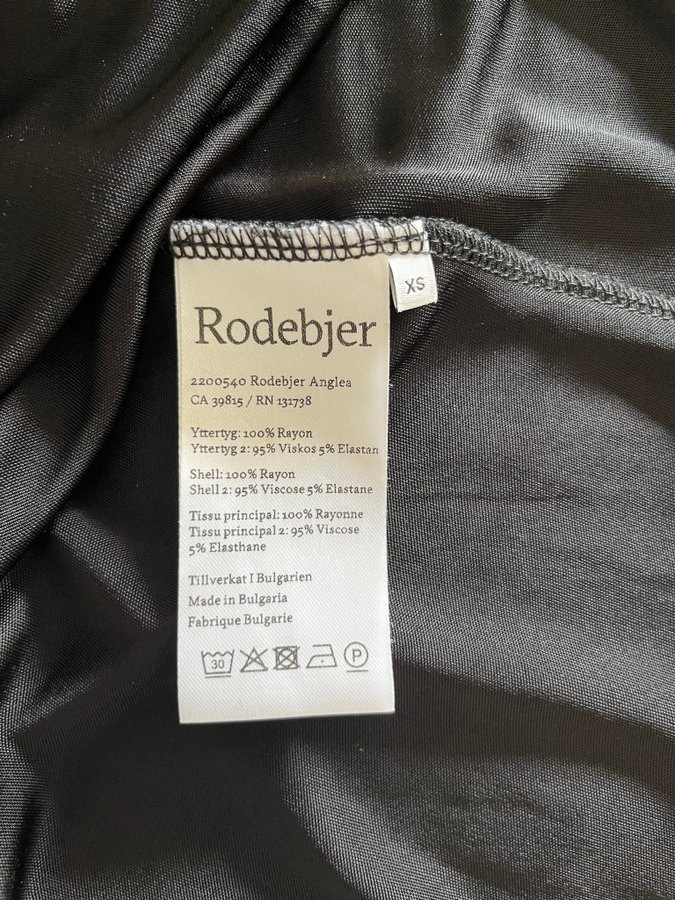 XS
Rodebjer
2200540 Rodebjer Anglea
CA 39815 / RN 131738
Yttertyg: 100% Rayon
Yttertyg 2: 95% Viskos 5% Elastan
Shell: 100% Rayon
Shell 2: 95% Viscose 5% Elastane
Tissu principal: 100% Rayonne
Tissu principal 2: 95% Viscose
5% Elasthane
Tillverkat I Bulgarien
Made in Bulgaria
Fabrique Bulgarie
30 P